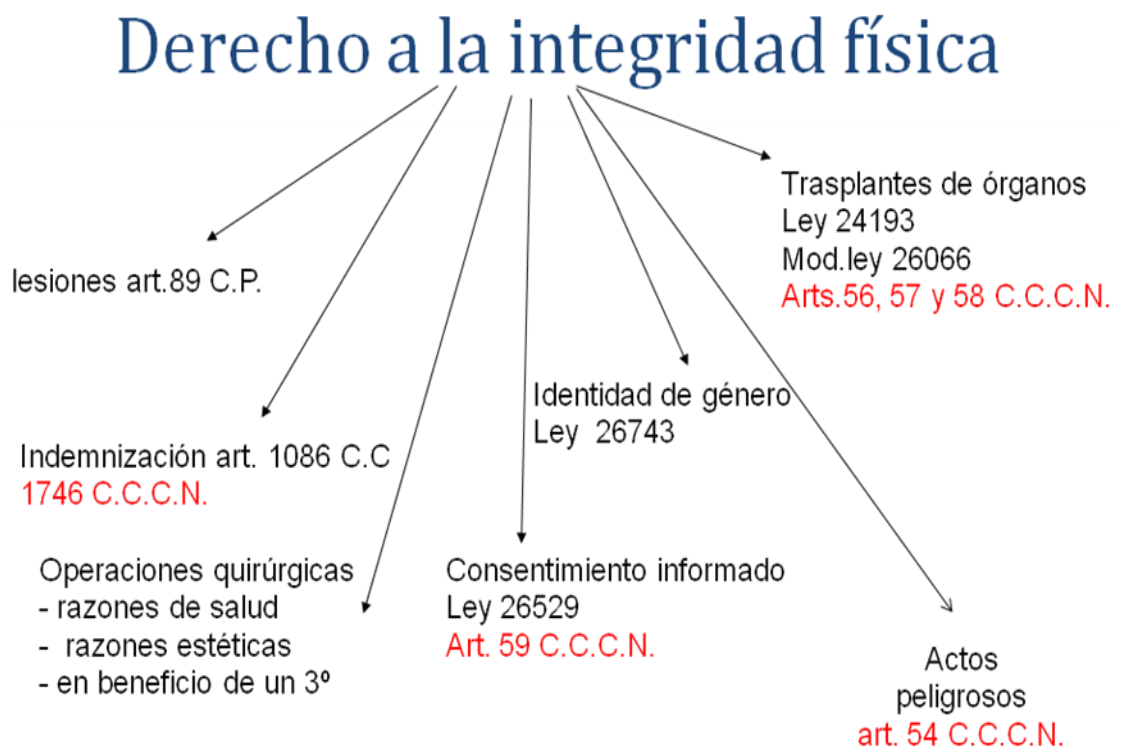 Derecho a la integridad física
Trasplantes de órganos
Ley 24193
Mod.ley 26066
Arts.56, 57 y 58 C.C.C.N.
lesiones art.89 C.P.
Identidad de género
Ley 26743
Indemnización art. 1086 C.C
1746 C.C.C.N.
Operaciones quirúrgicas
- razones de salud
- razones estéticas
- en beneficio de un 3º
Consentimiento informado
Ley 26529
Art. 59 C.C.C.N.
Actos
peligrosos
art. 54 C.C.C.N.